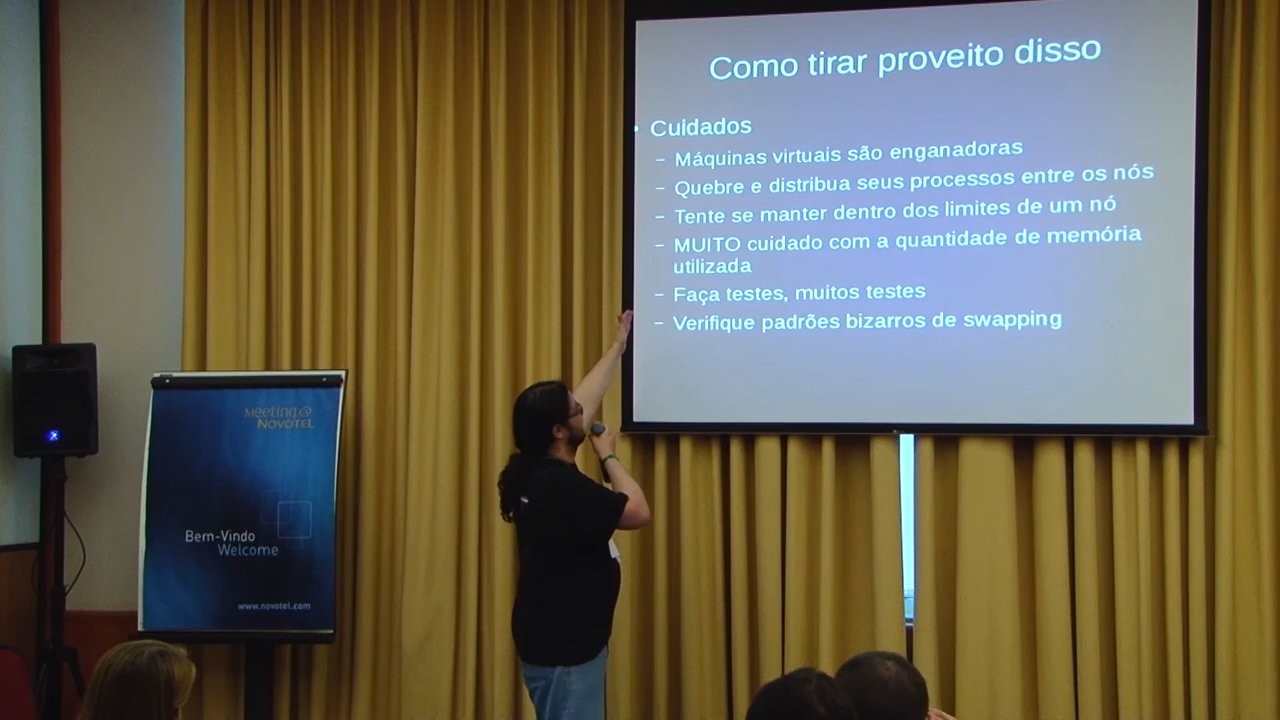 Como tirar proveito disso
• Cuidados
– Máquinas virtuais são enganadoras
– Quebre e distribua seus processos entre os nós
– Tente se manter dentro dos limites de um nó
– MUITO cuidado com a quantidade de memória
utilizada
– Faça testes, muitos testes
– Verifique padrões bizarros de swapping
Meeting@
NOVOTEL
Bem-Vindo
Welcome
www.novotel.com